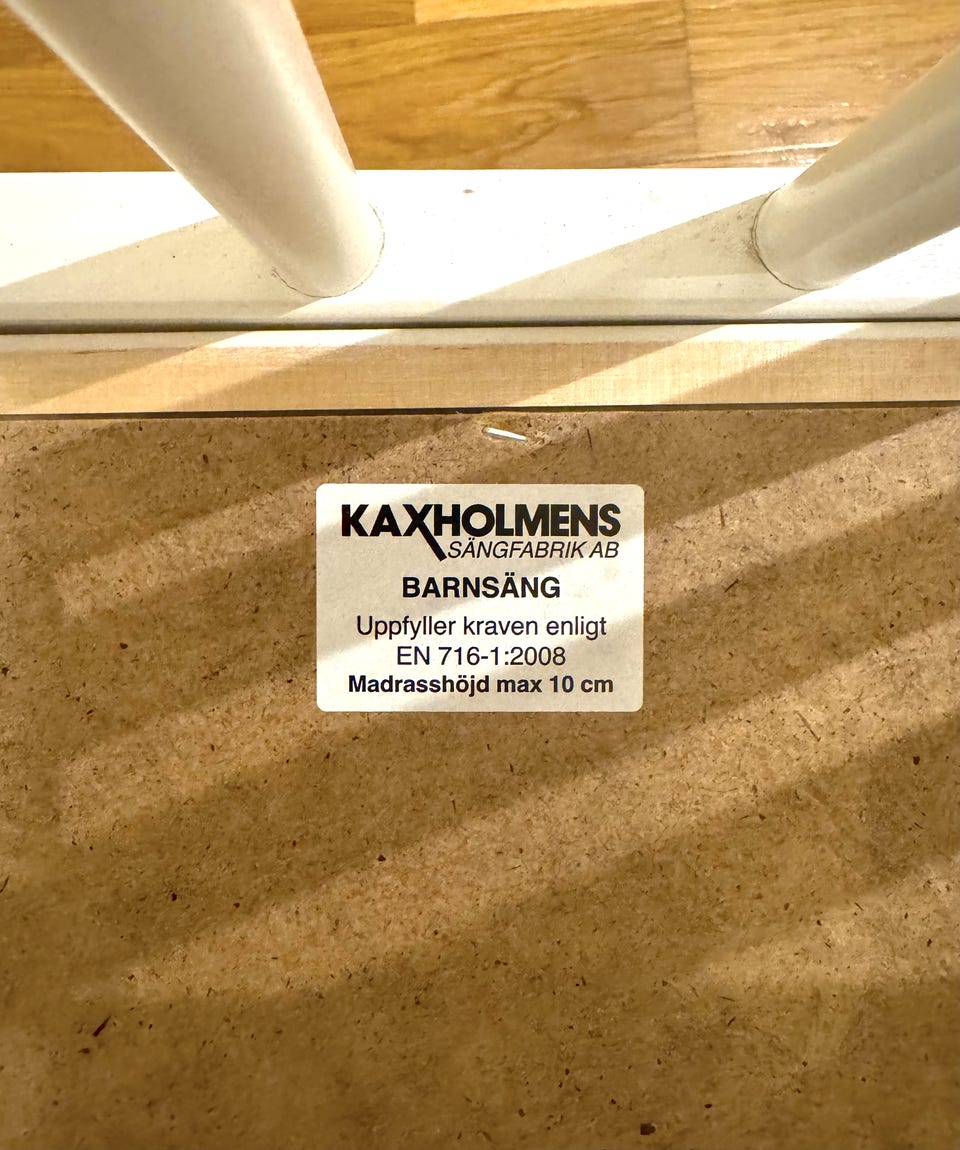 KAXHOLMENS
SÄNGFABRIK AB
BARNSÄNG
Uppfyller kraven enligt
EN 716-1:2008
Madrasshöjd max 10 cm